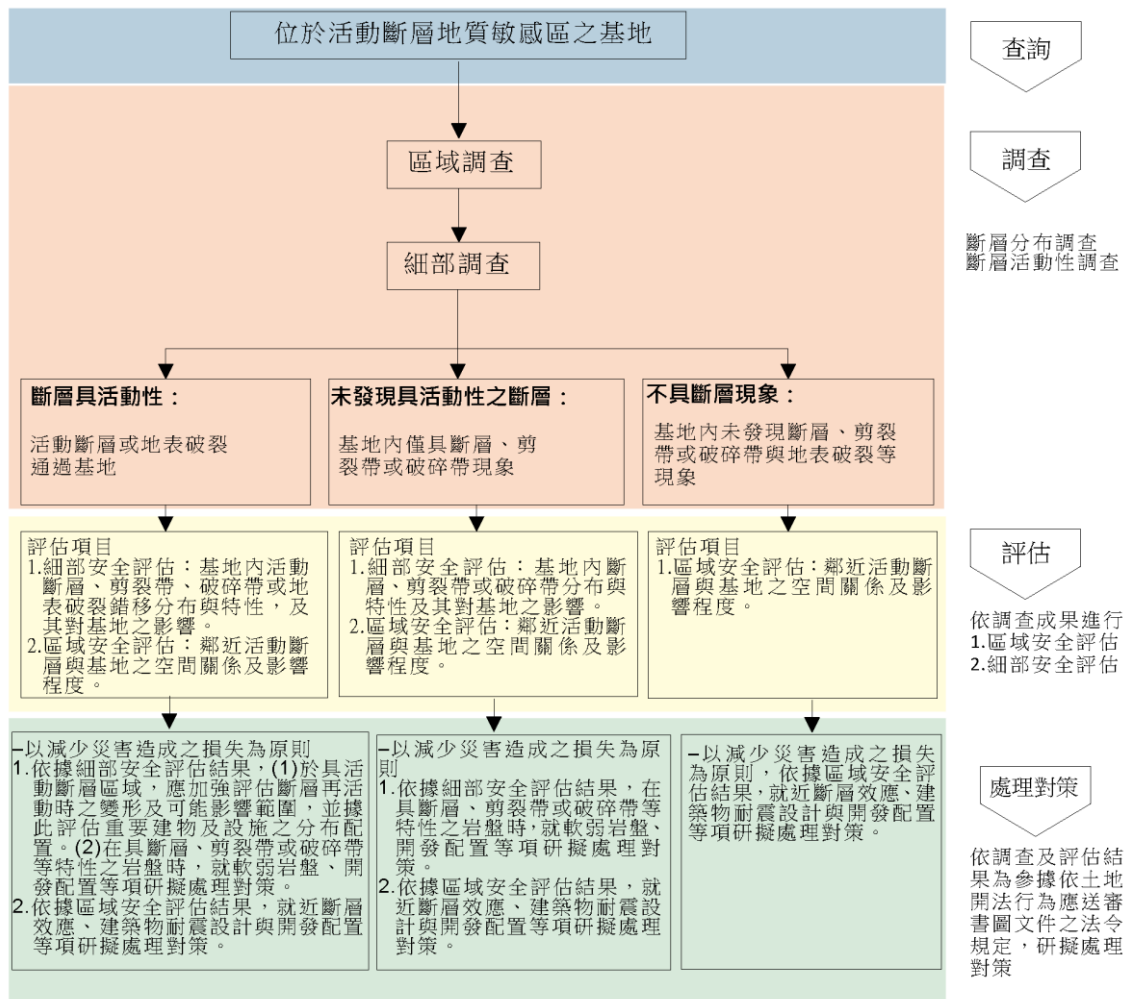 位於活動斷層地質敏感區之基地
查詢
區域調查
調查
細部調查
斷層分布調查
斷層活動性調查
斷層具活動性：
活動斷層或地表破裂
通過基地
未發現具活動性之斷層：
基地內僅具斷層、剪
裂帶或破碎帶現象
不具斷層現象：
基地內未發現斷層、剪裂
帶或破碎帶與地表破裂等
現象
評估項目
1.細部安全評估：基地內活動
斷層、剪裂帶、破碎帶或地
表破裂錯移分布與特性，及
其對基地之影響。
2.區域安全評估：鄰近活動斷
層與基地之空間關係及影響
程度。
評估項目
1.細部安全評估：基地內斷
層、剪裂帶或破碎帶分布與
特性及其對基地之影響。
2.區域安全評估：鄰近活動斷
層與基地之空間關係及影響
程度。
評估項目
1.區域安全評估：鄰近活動斷
層與基地之空間關係及影
響程度。
評估
依調查成果進行
1.區域安全評估
2.細部安全評估
–以減少災害造成之損失為原則
1.依據細部安全評估結果，(1)於具活
動斷層區域，應加強評估斷層再活
動時之變形及可能影響範圍，並據
此評估重要建物及設施之分布配
置。(2)在具斷層、剪裂帶或破碎帶
等特性之岩盤時，就軟弱岩盤、開
發配置等項研擬處理對策。
2.依據區域安全評估結果，就近斷層
效應、建築物耐震設計與開發配置
等項研擬處理對策。
–以減少災害造成之損失為原
則
1.依據細部安全評估結果，在
具斷層、剪裂帶或破碎帶等
特性之岩盤時，就軟弱岩盤、
開發配置等項研擬處理對
策。
2.依據區域安全評估結果，就
近斷層效應、建築物耐震設
計與開發配置等項研擬處理
對策。
–以減少災害造成之損失
為原則，依據區域安全評
估結果，就近斷層效應、建
築物耐震設計與開發配置
等項研擬處理對策。
處理對策
依調查及評估結
果為參據依土地
開法行為應送審
書圖文件之法令
規定，研擬處理
對策